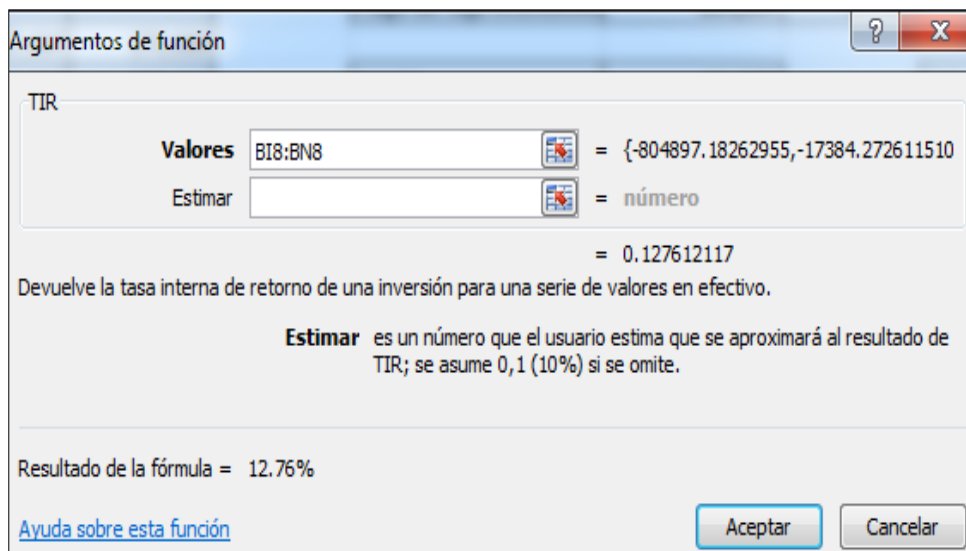 Argumentos de función
TIR
Valores BI8:BN8 = {-804897.18262955,-17384.272611510
Estimar = número
= 0.127612117
Devuelve la tasa interna de retorno de una inversión para una serie de valores en efectivo.
Estimar es un número que el usuario estima que se aproximará al resultado de
TIR; se asume 0,1 (10%) si se omite.
Resultado de la fórmula = 12.76%
Ayuda sobre esta función Aceptar Cancelar